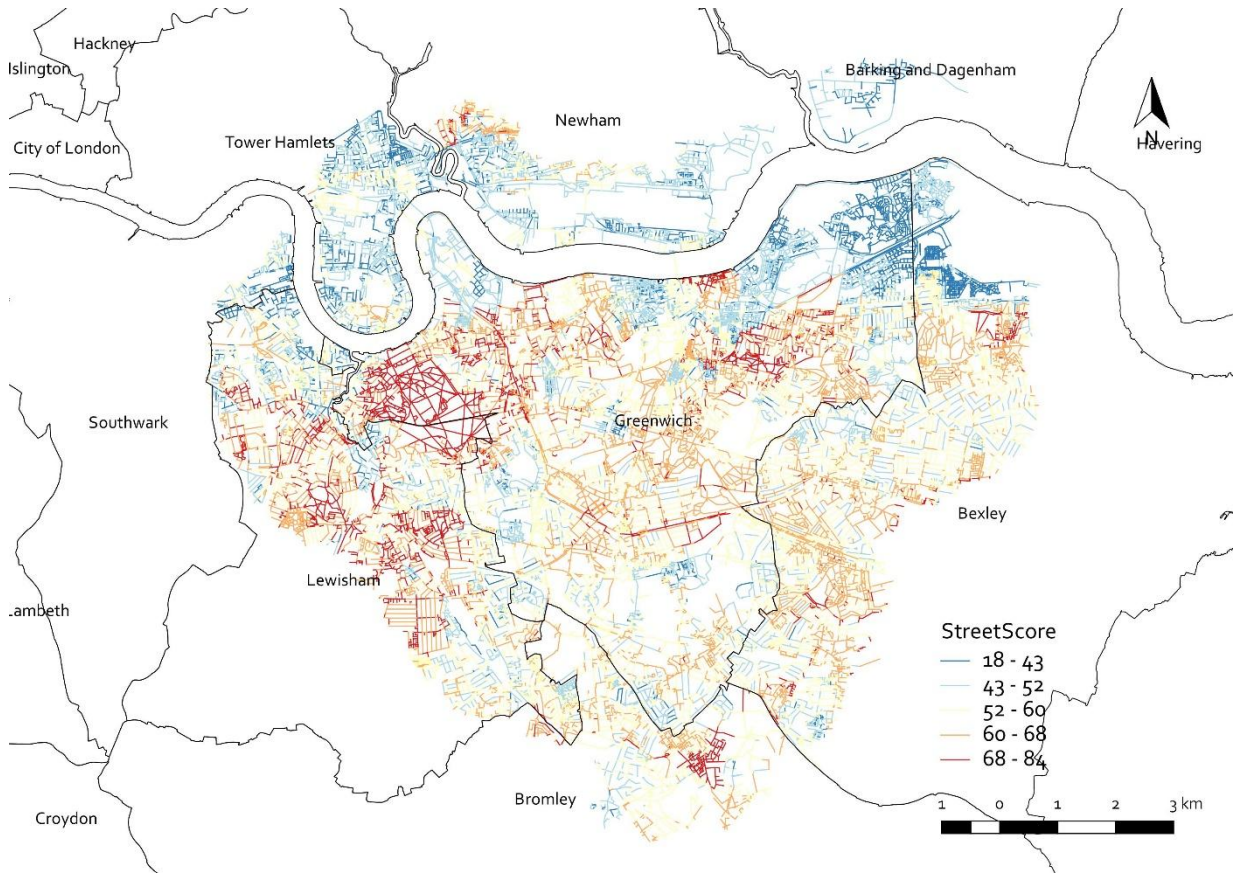 Hackney
Islington
Barking and Dagenham
Newham
Tower Hamlets
City of London
N
Havering
Southwark
Greenwich
Bexley
Lewisham
Lambeth
StreetScore
18 - 43
43 - 52
52 - 60
60 - 68
68 - 84
Bromley
Croydon
1 0 1 2 3 km